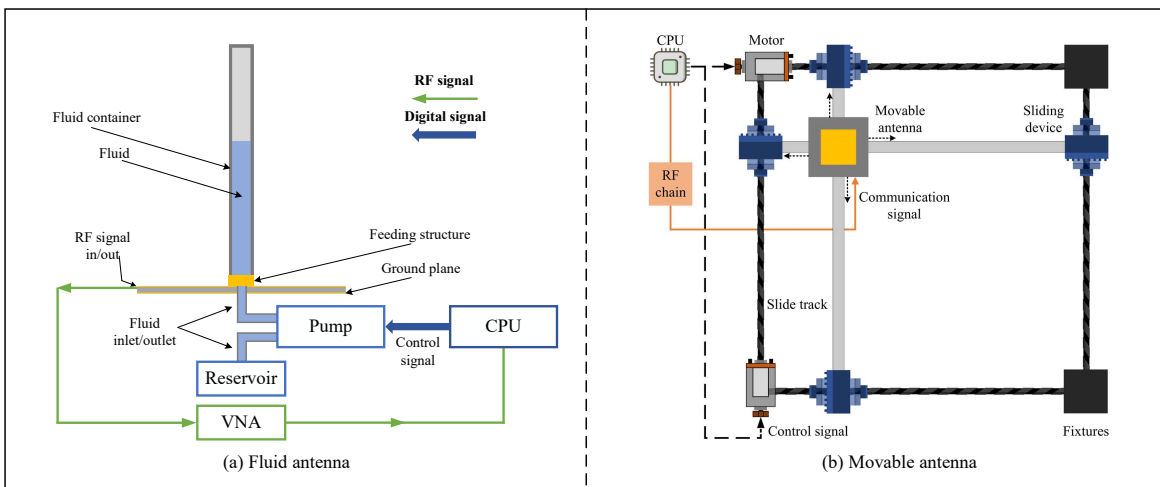 RF signal
Digital signal
Fluid container
Fluid
RF signal
in/out
Feeding structure
Ground plane
Fluid
inlet/outlet
Pump
Control
signal
CPU
Reservoir
VNA
(a) Fluid antenna
CPU
Motor
Movable
antenna
Sliding
device
RF
chain
Communication
signal
Slide track
Control signal
Fixtures
(b) Movable antenna